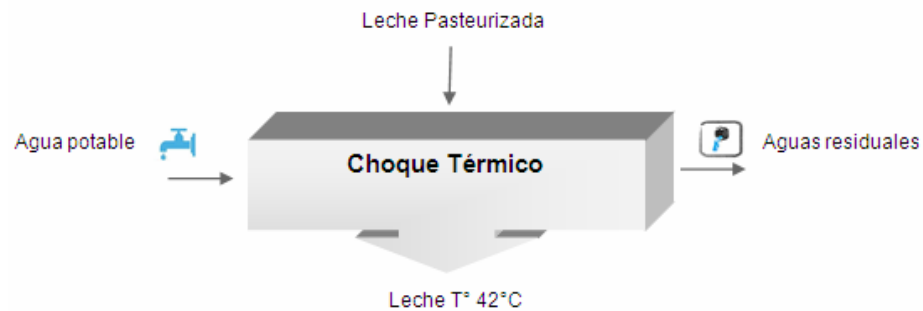 Leche Pasteurizada
Agua potable
Choque Térmico
Aguas residuales
Leche T° 42°C